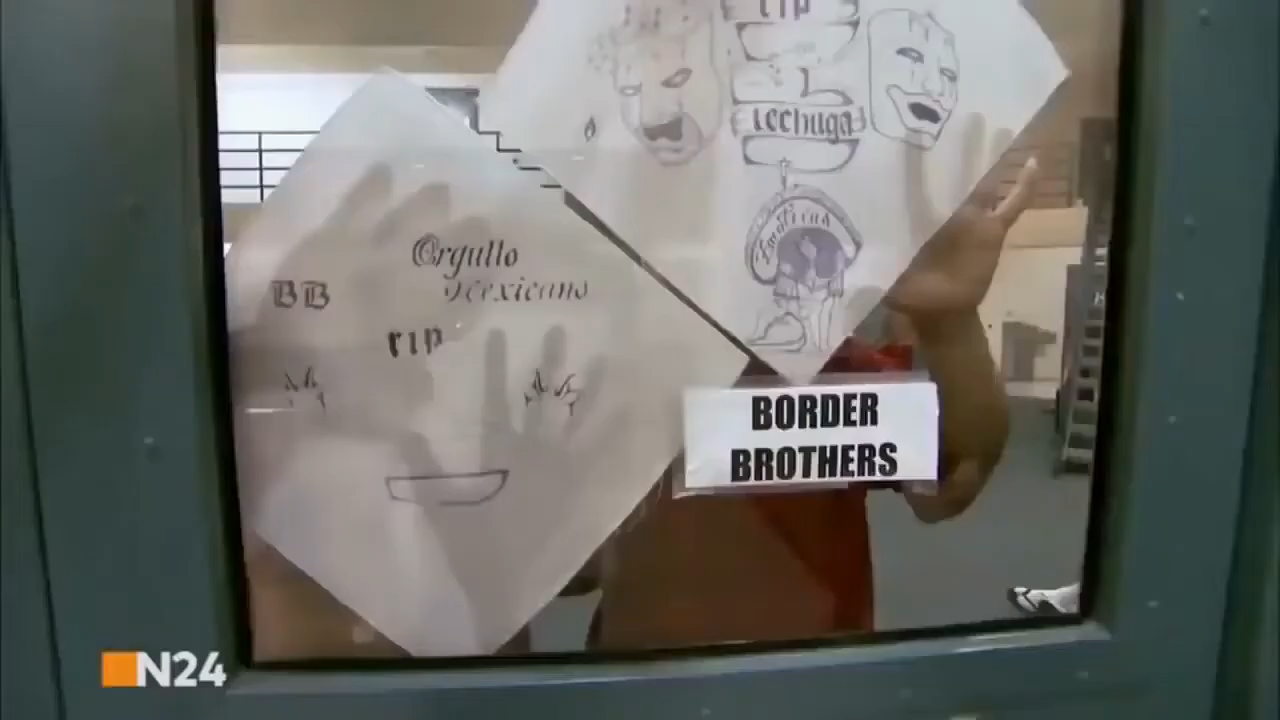 rip
lechuga
Orgullo
Mexicano
BB
rip
BORDER
BROTHERS
N24